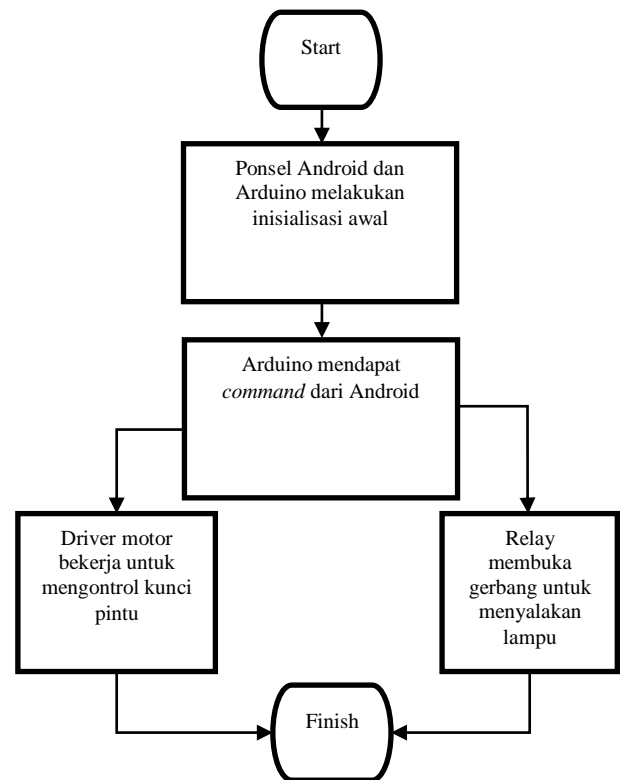 Start
Ponsel Android dan
Arduino melakukan
inisialisasi awal
Arduino mendapat
command dari Android
Driver motor
bekerja untuk
mengontrol kunci
pintu
Relay
membuka
gerbang untuk
menyalakan
lampu
Finish